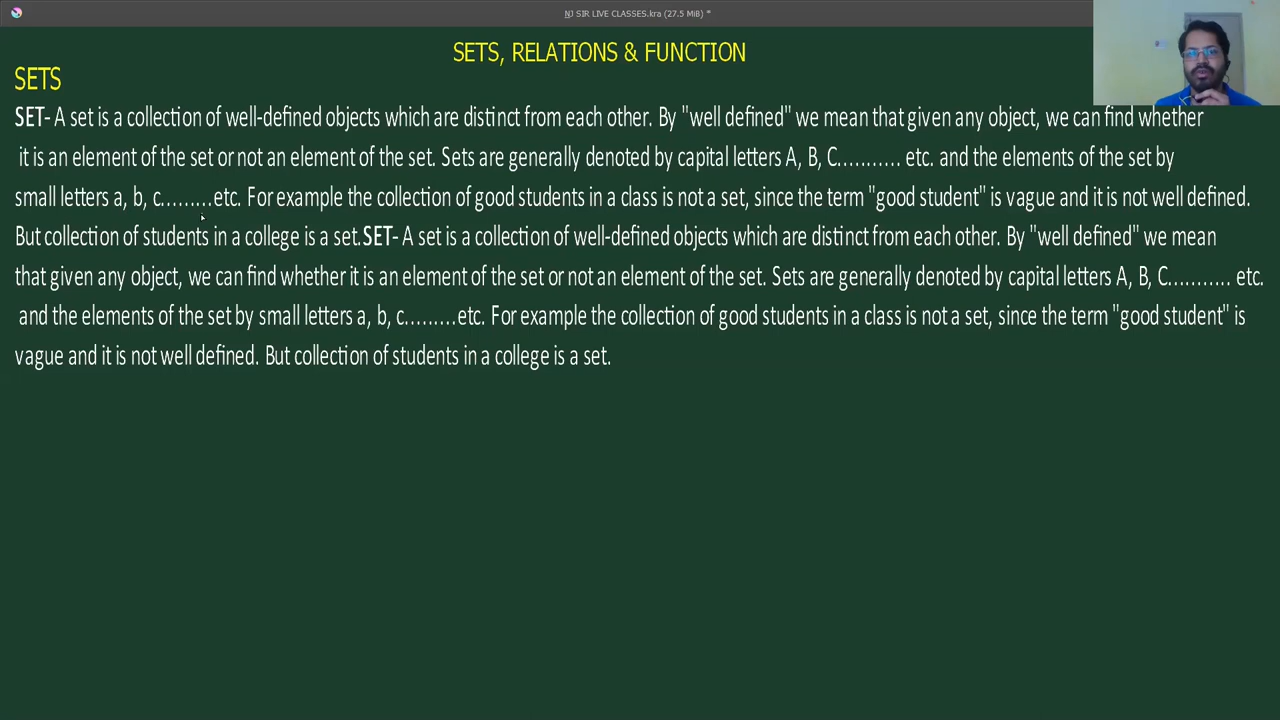 NJ SIR LIVE CLASSES.kra (27.5 MiB) *
SETS, RELATIONS & FUNCTION
SETS
SET- A set is a collection of well-defined objects which are distinct from each other. By "well defined" we mean that given any object, we can find whether
it is an element of the set or not an element of the set. Sets are generally denoted by capital letters A, B, C........... etc. and the elements of the set by
small letters a, b, c.........etc. For example the collection of good students in a class is not a set, since the term "good student" is vague and it is not well defined.
But collection of students in a college is a set.SET- A set is a collection of well-defined objects which are distinct from each other. By "well defined" we mean
that given any object, we can find whether it is an element of the set or not an element of the set. Sets are generally denoted by capital letters A, B, C........... etc.
and the elements of the set by small letters a, b, c.........etc. For example the collection of good students in a class is not a set, since the term "good student" is
vague and it is not well defined. But collection of students in a college is a set.